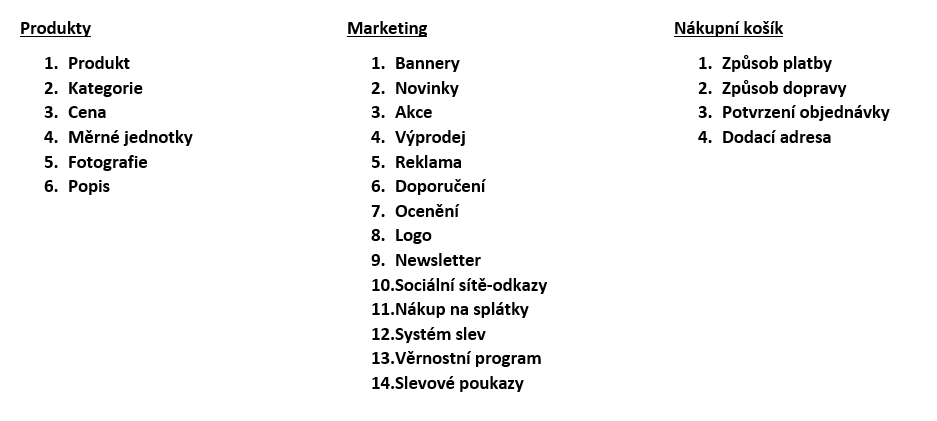 Produkty
1. Produkt
2. Kategorie
3. Cena
4. Měrné jednotky
5. Fotografie
6. Popis
Marketing
1. Bannery
2. Novinky
3. Akce
4. Výprodej
5. Reklama
6. Doporučení
7. Ocenění
8. Logo
9. Newsletter
10.Sociální sítě-odkazy
11.Nákup na splátky
12.Systém slev
13.Věrnostní program
14.Slevové poukazy
Nákupní košík
1. Způsob platby
2. Způsob dopravy
3. Potvrzení objednávky
4. Dodací adresa